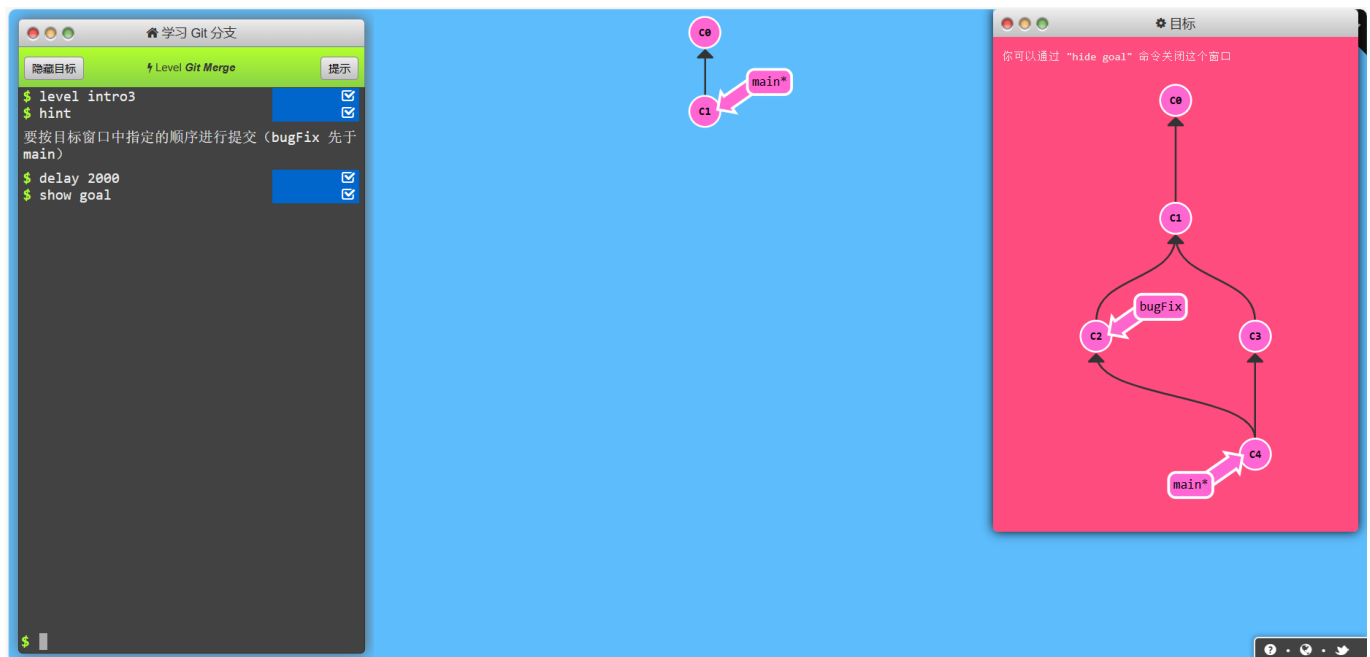 学习 Git 分支
隐藏目标
Level Git Merge
提示
$ level intro3
$ hint
要按目标窗口中指定的顺序进行提交（bugFix 先于
main）
$ delay 2000
$ show goal
$
C0
main*
C1
目标
你可以通过 "hide goal" 命令关闭这个窗口
C0
C1
bugFix
C2
C3
C4
main*